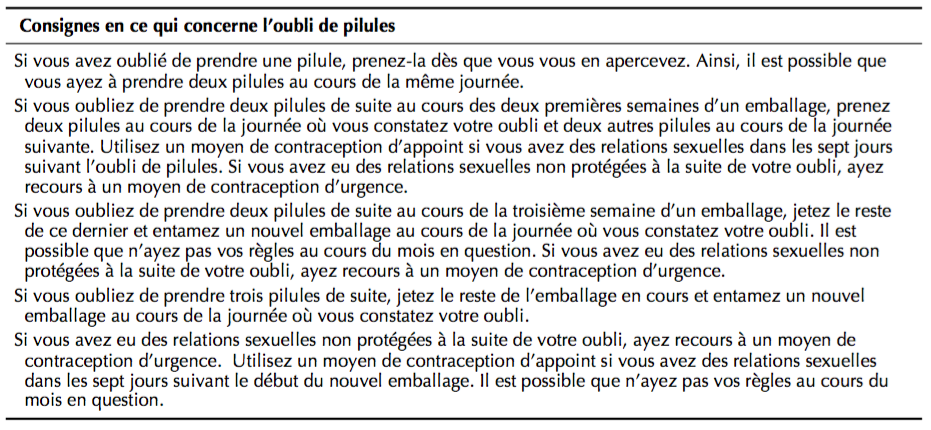 Consignes en ce qui concerne l’oubli de pilules
Si vous avez oublié de prendre une pilule, prenez-la dès que vous vous en apercevez. Ainsi, il est possible que
vous ayez à prendre deux pilules au cours de la même journée.
Si vous oubliez de prendre deux pilules de suite au cours des deux premières semaines d’un emballage, prenez
deux pilules au cours de la journée où vous constatez votre oubli et deux autres pilules au cours de la journée
suivante. Utilisez un moyen de contraception d’appoint si vous avez des relations sexuelles dans les sept jours
suivant l’oubli de pilules. Si vous avez eu des relations sexuelles non protégées à la suite de votre oubli, ayez
recours à un moyen de contraception d’urgence.
Si vous oubliez de prendre deux pilules de suite au cours de la troisième semaine d’un emballage, jetez le reste
de ce dernier et entamez un nouvel emballage au cours de la journée où vous constatez votre oubli. Il est
possible que n’ayez pas vos règles au cours du mois en question. Si vous avez eu des relations sexuelles non
protégées à la suite de votre oubli, ayez recours à un moyen de contraception d’urgence.
Si vous oubliez de prendre trois pilules de suite, jetez le reste de l’emballage en cours et entamez un nouvel
emballage au cours de la journée où vous constatez votre oubli.
Si vous avez eu des relations sexuelles non protégées à la suite de votre oubli, ayez recours à un moyen de
contraception d’urgence. Utilisez un moyen de contraception d’appoint si vous avez des relations sexuelles
dans les sept jours suivant le début du nouvel emballage. Il est possible que n’ayez pas vos règles au cours du
mois en question.